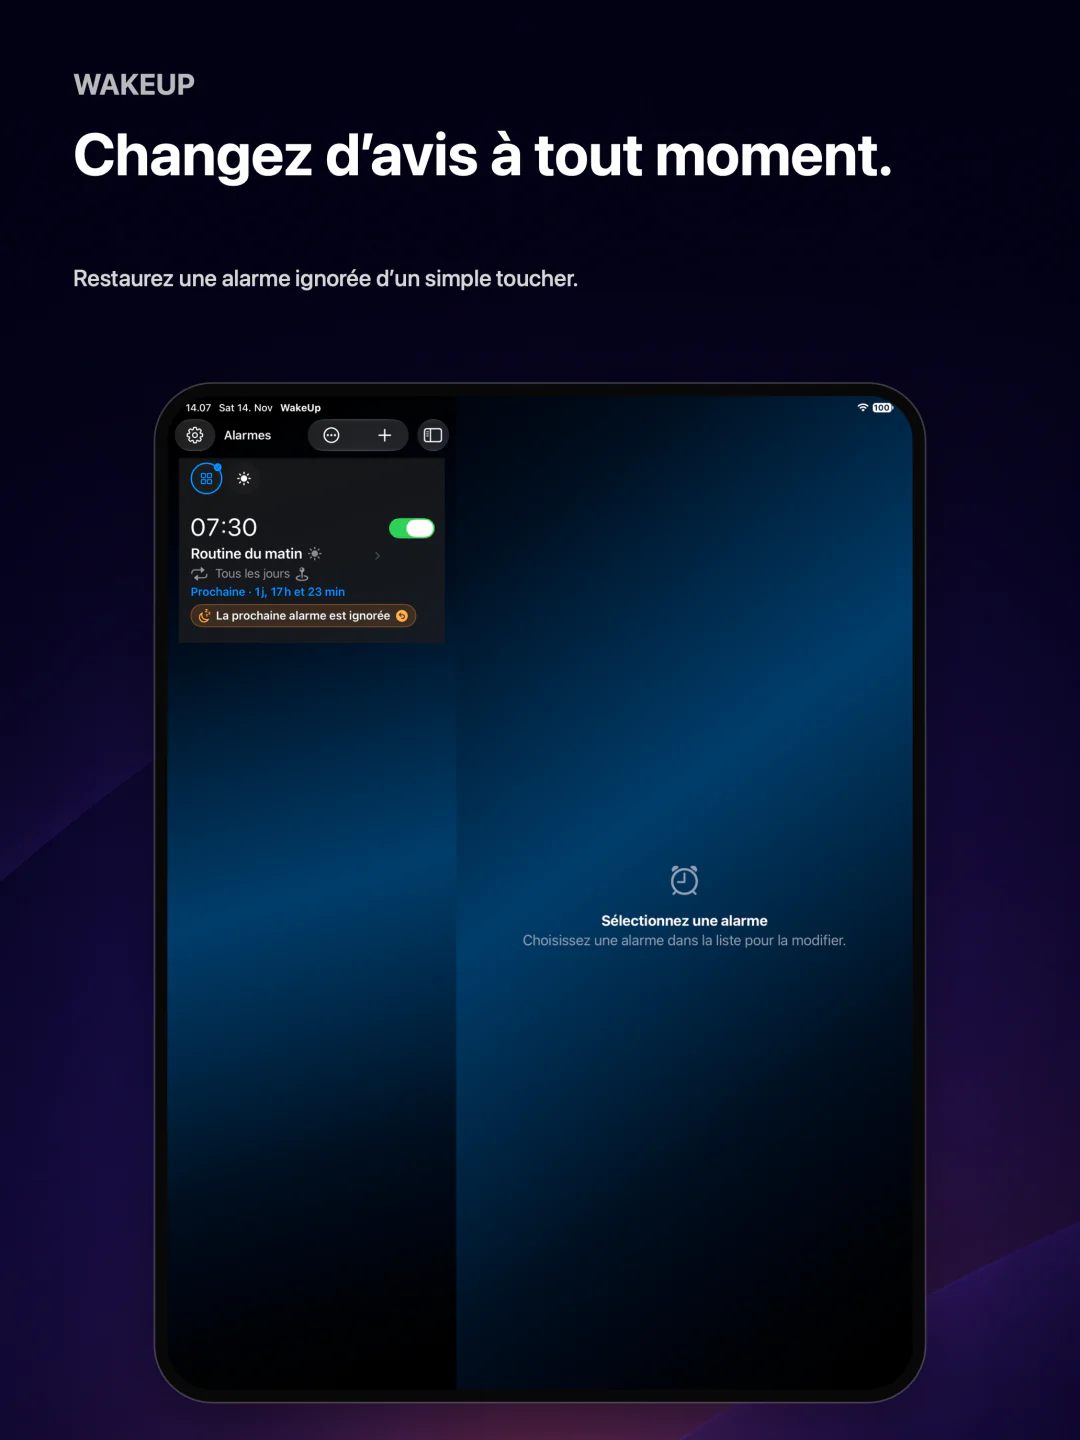 WAKEUP
Changez d’avis à tout moment.
Restaurez une alarme ignorée d’un simple toucher.
14.07 Sat 14. Nov WakeUp
100
Alarmes
07:30
Routine du matin
Tous les jours
Prochaine · 1 j, 17 h et 23 min
La prochaine alarme est ignorée
Sélectionnez une alarme
Choisissez une alarme dans la liste pour la modifier.